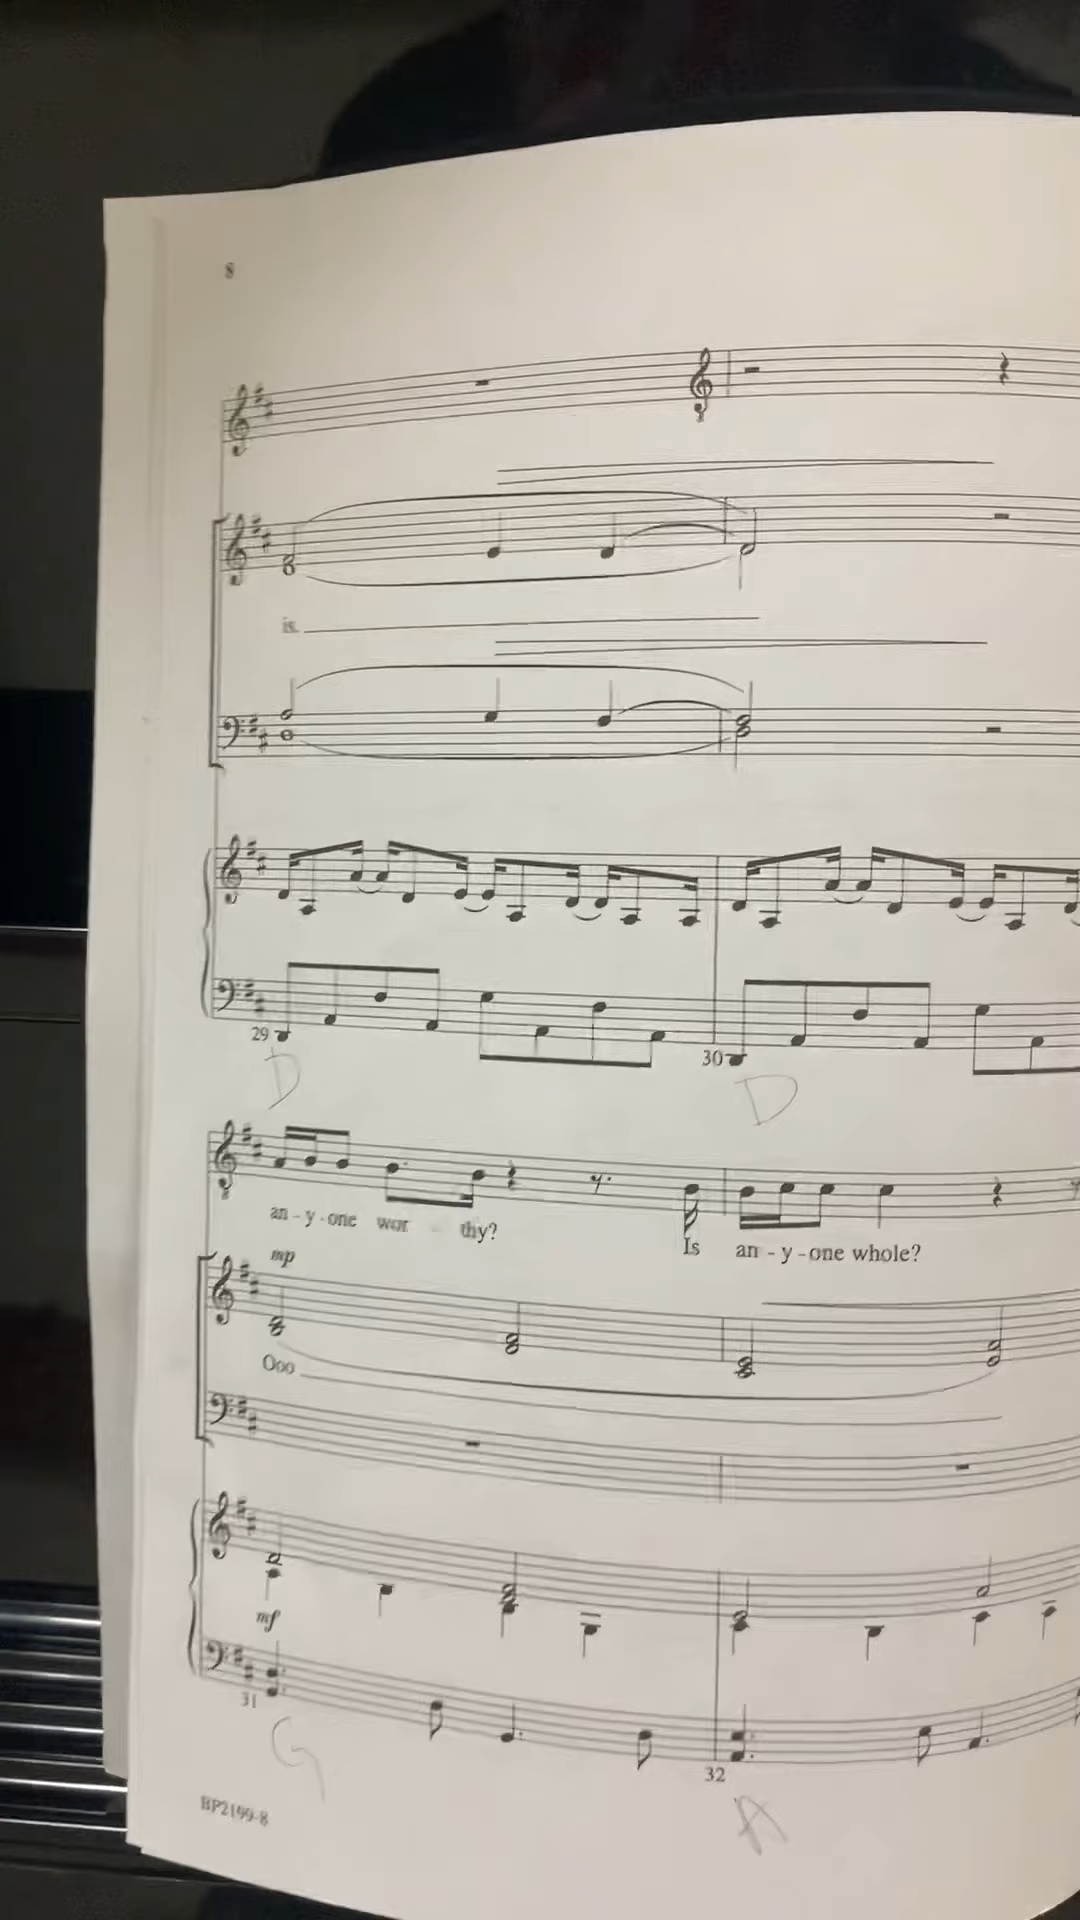 8
is
29 30
D D
an - y - one wor - thy? Is an - y - one whole?
mp
Ooo
mf
31 32
G A
BP2199-8